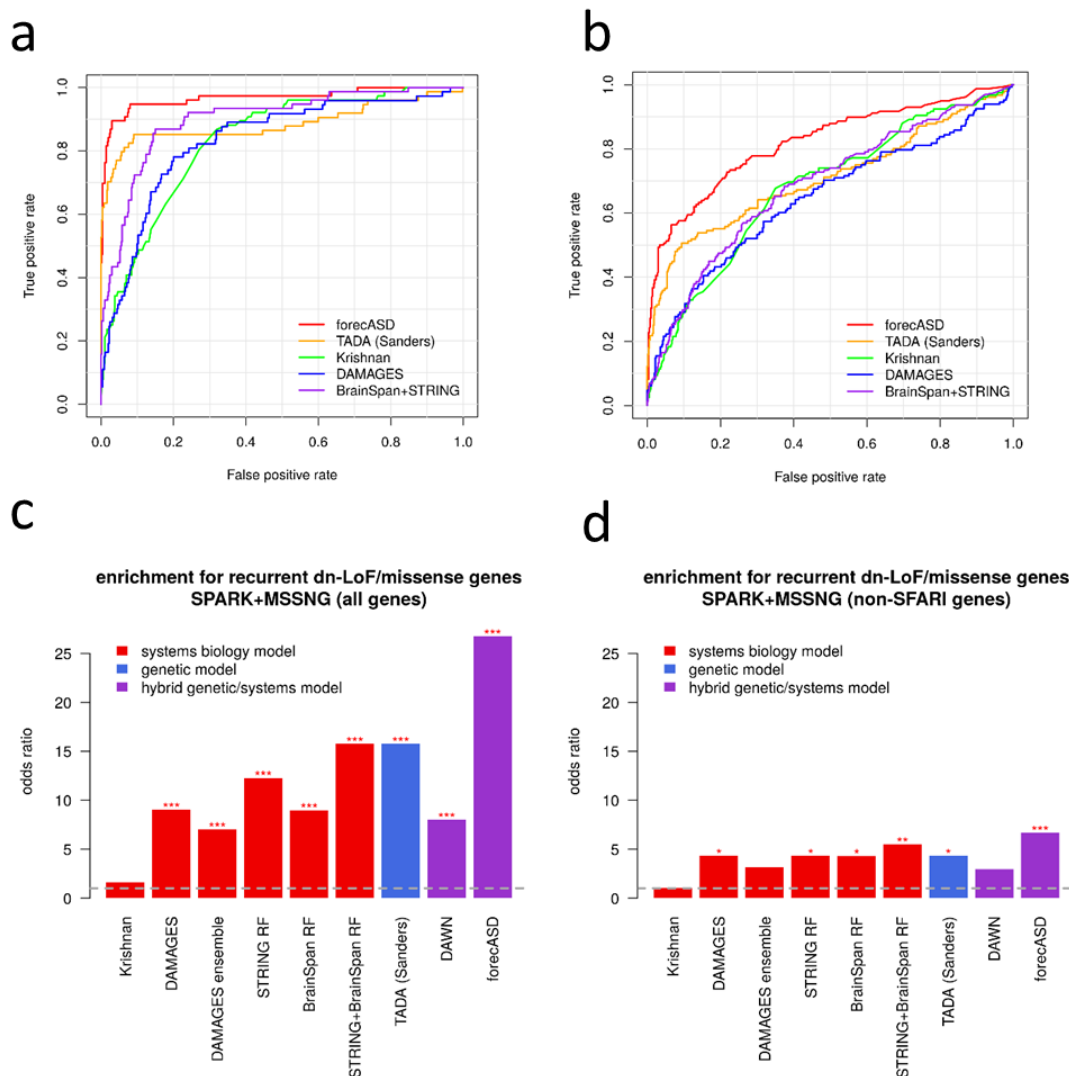 a
1.0
0.8
0.6
0.4
0.2
0.0
True positive rate
forecASD
TADA (Sanders)
Krishnan
DAMAGES
BrainSpan+STRING
0.0 0.2 0.4 0.6 0.8 1.0
False positive rate
b
1.0
0.8
0.6
0.4
0.2
0.0
True positive rate
forecASD
TADA (Sanders)
Krishnan
DAMAGES
BrainSpan+STRING
0.0 0.2 0.4 0.6 0.8 1.0
False positive rate
c
enrichment for recurrent dn-LoF/missense genes
SPARK+MSSNG (all genes)
systems biology model
genetic model
hybrid genetic/systems model
25
20
15
10
5
0
odds ratio
***
***
***
***
***
***
***
***
Krishnan
DAMAGES
DAMAGES ensemble
STRING RF
BrainSpan RF
STRING+BrainSpan RF
TADA (Sanders)
DAWN
forecASD
d
enrichment for recurrent dn-LoF/missense genes
SPARK+MSSNG (non-SFARI genes)
systems biology model
genetic model
hybrid genetic/systems model
25
20
15
10
5
0
odds ratio
*
*
*
**
*
***
Krishnan
DAMAGES
DAMAGES ensemble
STRING RF
BrainSpan RF
STRING+BrainSpan RF
TADA (Sanders)
DAWN
forecASD